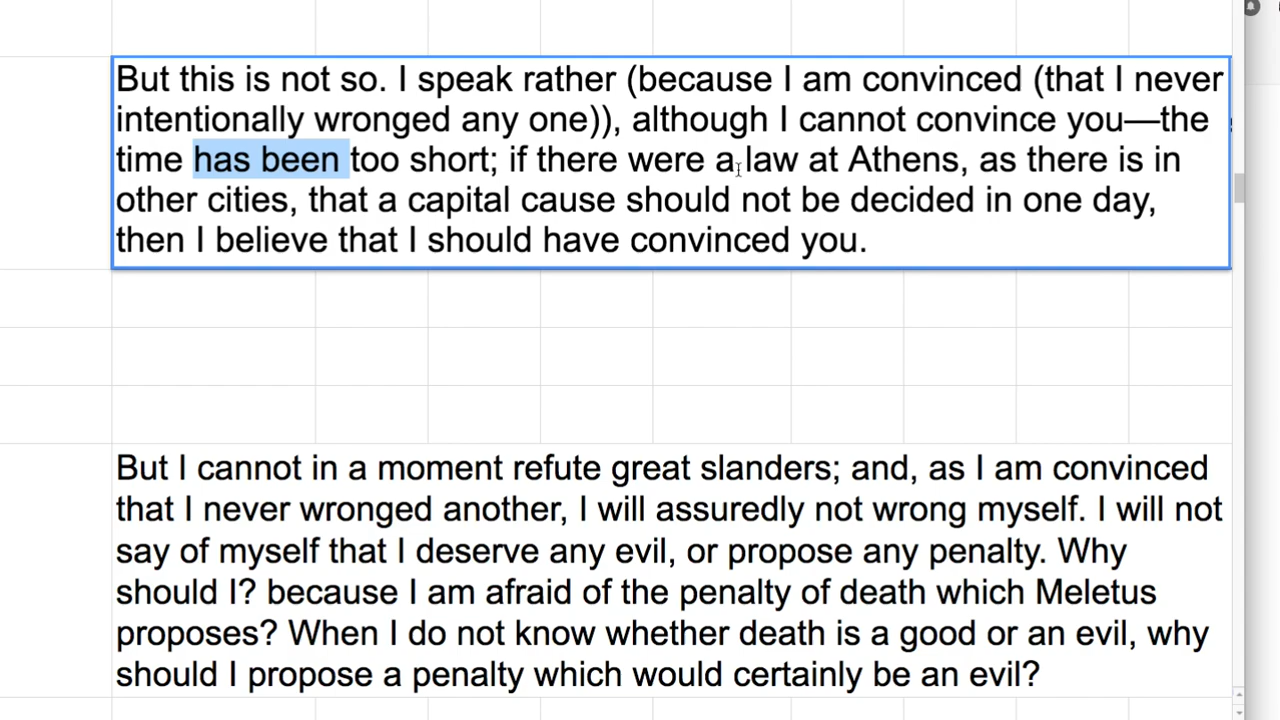 But this is not so. I speak rather (because I am convinced (that I never
intentionally wronged any one)), although I cannot convince you—the
time has been too short; if there were a law at Athens, as there is in
other cities, that a capital cause should not be decided in one day,
then I believe that I should have convinced you.
But I cannot in a moment refute great slanders; and, as I am convinced
that I never wronged another, I will assuredly not wrong myself. I will not
say of myself that I deserve any evil, or propose any penalty. Why
should I? because I am afraid of the penalty of death which Meletus
proposes? When I do not know whether death is a good or an evil, why
should I propose a penalty which would certainly be an evil?